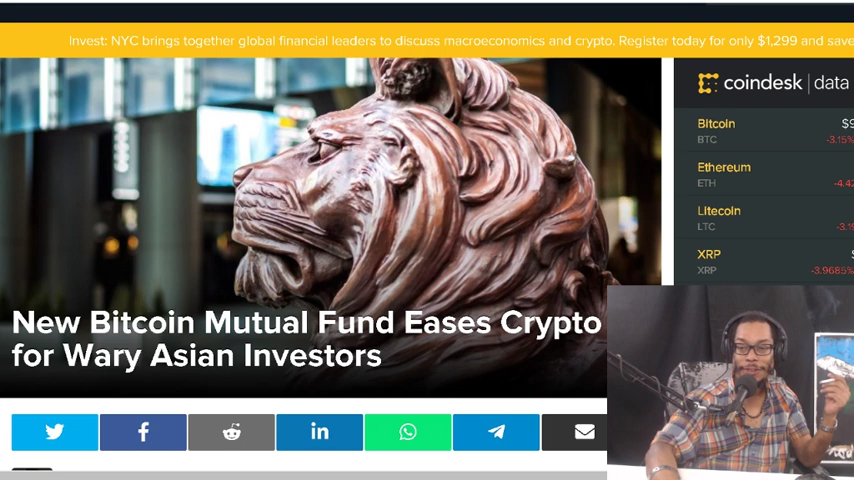 Invest: NYC brings together global financial leaders to discuss macroeconomics and crypto. Register today for only $1,299 and save
coindesk | data
Bitcoin
BTC
-3.15%
Ethereum
ETH
-4.42
Litecoin
LTC
XRP
XRP
-3.9685%
New Bitcoin Mutual Fund Eases Crypto
for Wary Asian Investors